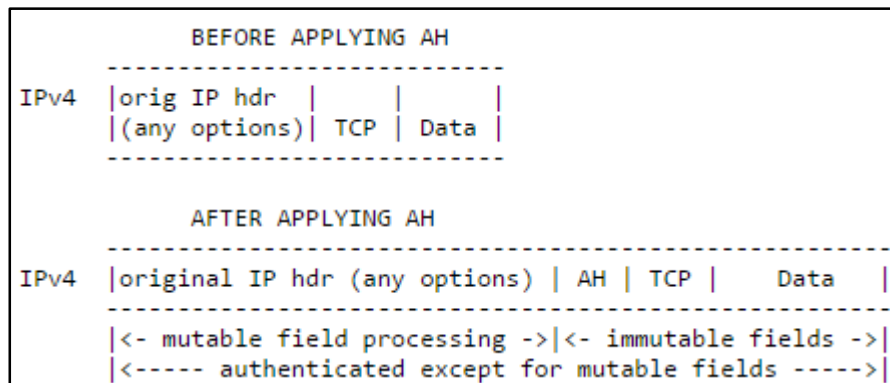 BEFORE APPLYING AH
----------------------------
IPv4 |orig IP hdr | | |
|(any options)| TCP | Data |
----------------------------
AFTER APPLYING AH
-------------------------------------------------------
IPv4 |original IP hdr (any options) | AH | TCP | Data |
-------------------------------------------------------
|<- mutable field processing ->|<- immutable fields ->|
|<----- authenticated except for mutable fields ----->|